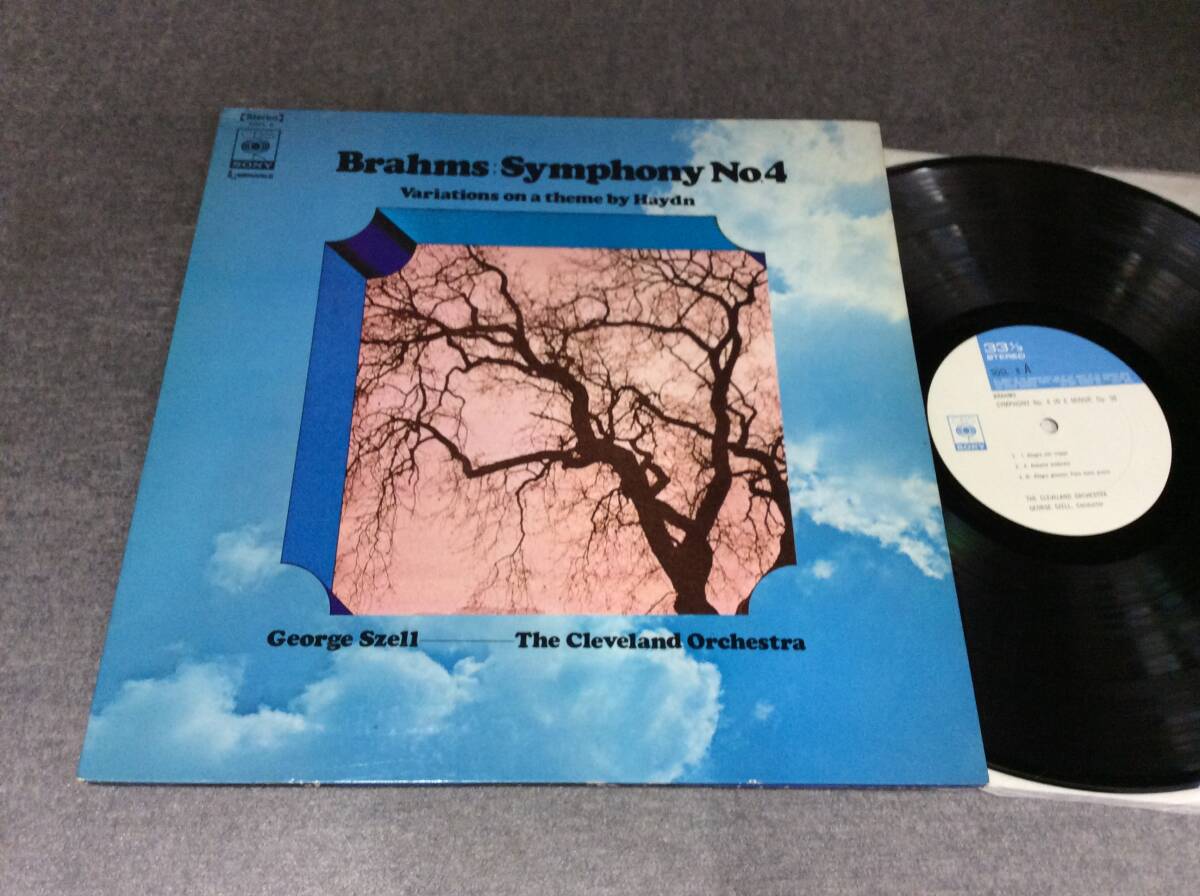 【Stereo】
SONY
Brahms: Symphony No.4
Variations on a theme by Haydn
George Szell
The Cleveland Orchestra
33⅓
STEREO
A
BRAHMS
SYMPHONY No. 4 IN E MINOR, Op. 98
SONY
THE CLEVELAND ORCHESTRA
GEORGE SZELL, Conductor